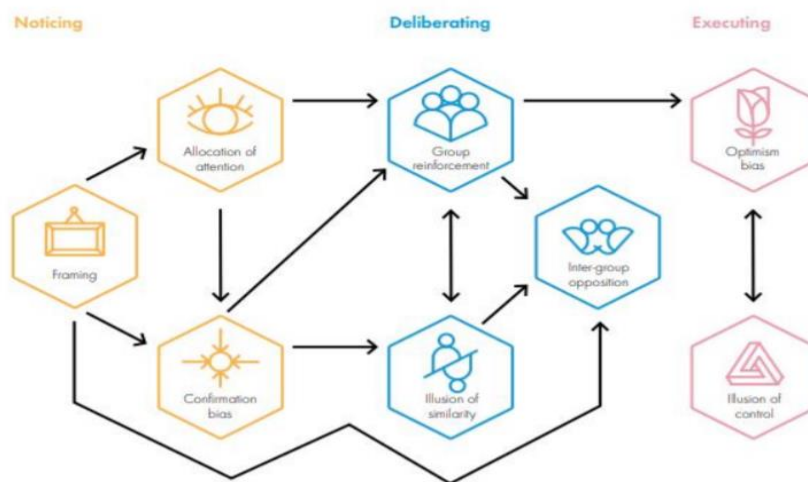 Noticing
Deliberating
Executing
Allocation of
attention
Group
reinforcement
Optimism
bias
Framing
Inter-group
opposition
Confirmation
bias
Illusion of
similarity
Illusion of
control